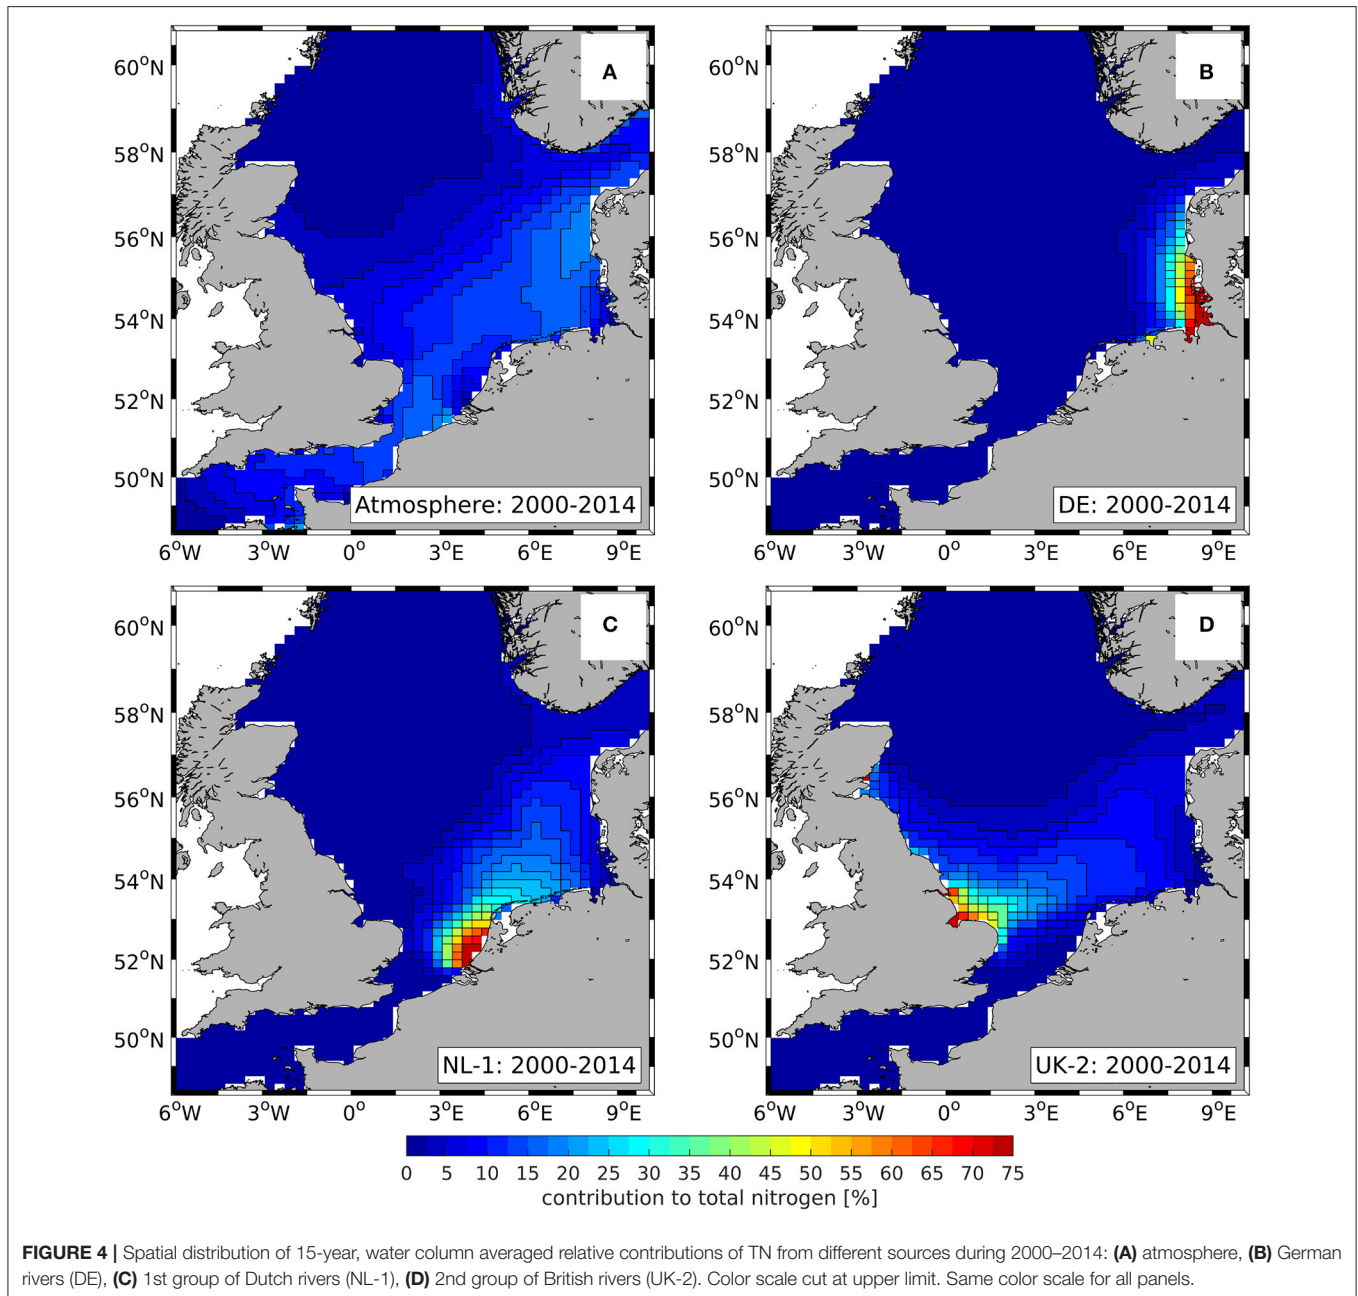 A
60°N
58°N
56°N
54°N
52°N
50°N
Atmosphere: 2000-2014
6°W 3°W 0° 3°E 6°E 9°E
B
60°N
58°N
56°N
54°N
52°N
50°N
DE: 2000-2014
6°W 3°W 0° 3°E 6°E 9°E
C
60°N
58°N
56°N
54°N
52°N
50°N
NL-1: 2000-2014
6°W 3°W 0° 3°E 6°E 9°E
D
60°N
58°N
56°N
54°N
52°N
50°N
UK-2: 2000-2014
6°W 3°W 0° 3°E 6°E 9°E
0 5 10 15 20 25 30 35 40 45 50 55 60 65 70 75
contribution to total nitrogen [%]
FIGURE 4 | Spatial distribution of 15-year, water column averaged relative contributions of TN from different sources during 2000–2014: (A) atmosphere, (B) German
rivers (DE), (C) 1st group of Dutch rivers (NL-1), (D) 2nd group of British rivers (UK-2). Color scale cut at upper limit. Same color scale for all panels.